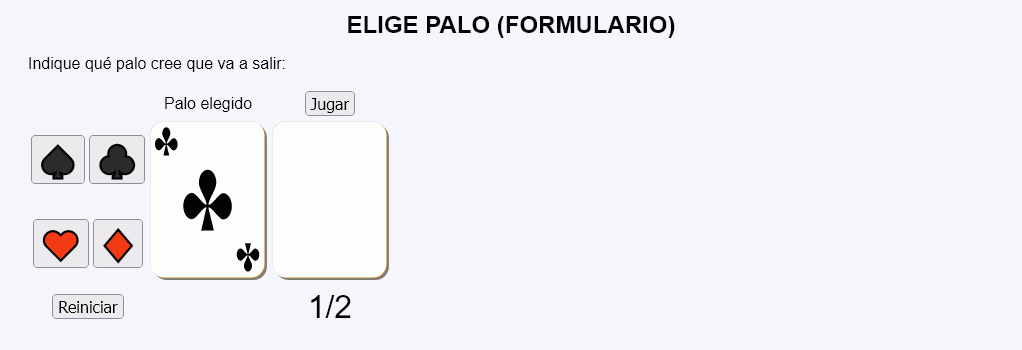 ELIGE PALO (FORMULARIO)
Indique qué palo cree que va a salir:
Palo elegido
Jugar
Reiniciar
1/2